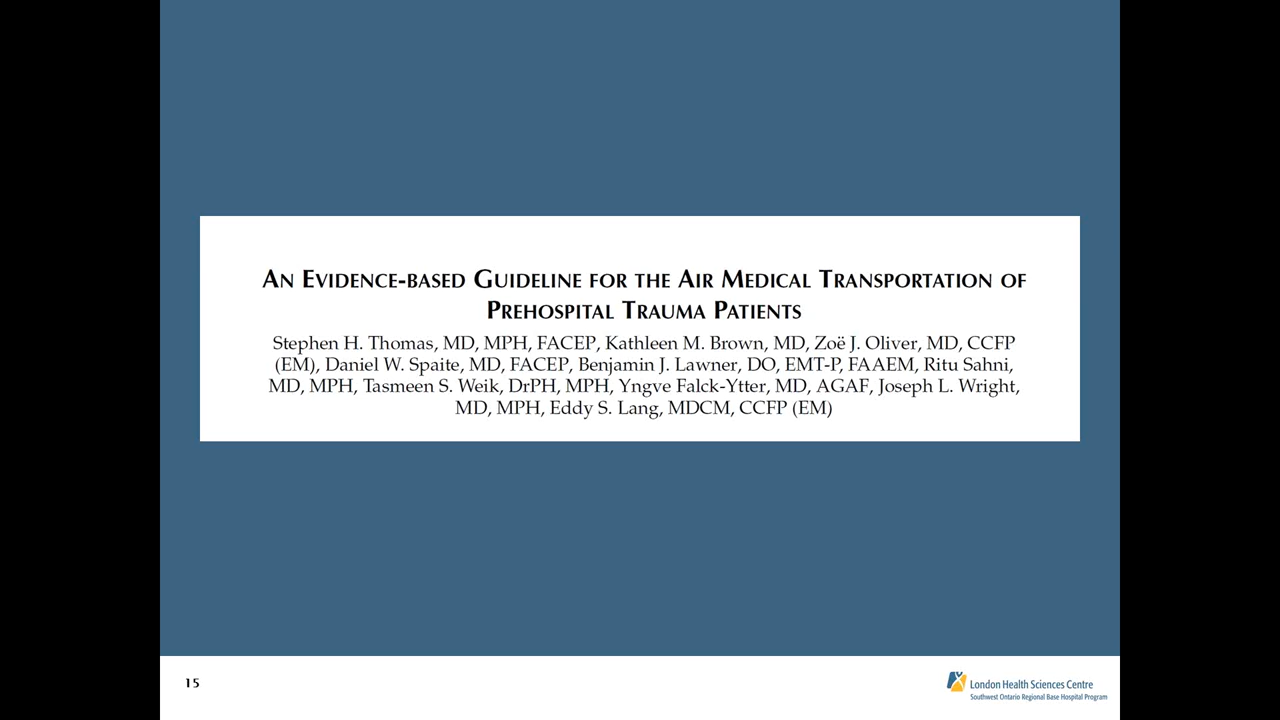 An Evidence-based Guideline for the Air Medical Transportation of
Prehospital Trauma Patients
Stephen H. Thomas, MD, MPH, FACEP, Kathleen M. Brown, MD, Zoë J. Oliver, MD, CCFP
(EM), Daniel W. Spaite, MD, FACEP, Benjamin J. Lawner, DO, EMT-P, FAAEM, Ritu Sahni,
MD, MPH, Tasmeen S. Weik, DrPH, MPH, Yngve Falck-Ytter, MD, AGAF, Joseph L. Wright,
MD, MPH, Eddy S. Lang, MDCM, CCFP (EM)
15
London Health Sciences Centre
Southwest Ontario Regional Base Hospital Program